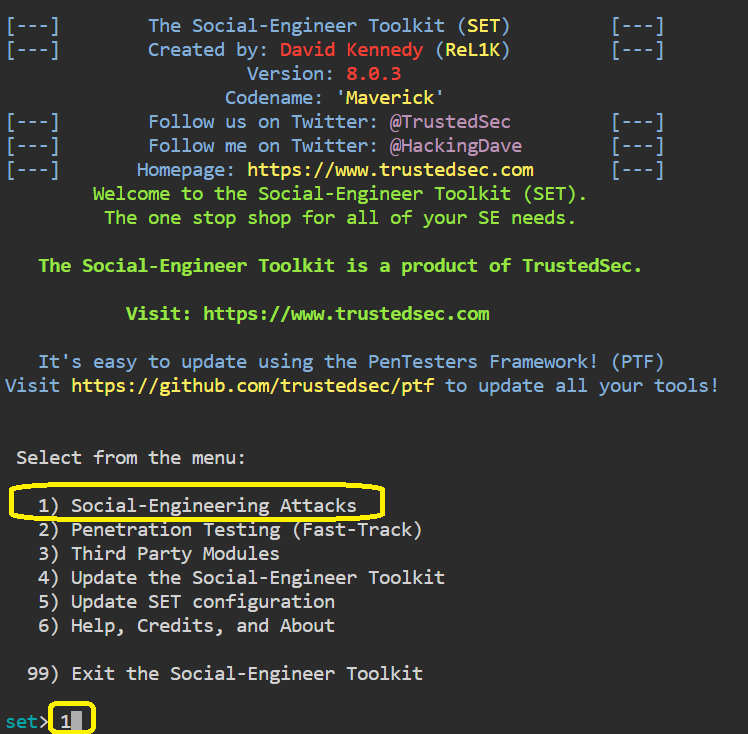 [---]        The Social-Engineer Toolkit (SET)         [---]
[---]        Created by: David Kennedy (ReL1K)         [---]
                      Version: 8.0.3
                    Codename: 'Maverick'
[---]        Follow us on Twitter: @TrustedSec         [---]
[---]        Follow me on Twitter: @HackingDave        [---]
[---]       Homepage: https://www.trustedsec.com       [---]
        Welcome to the Social-Engineer Toolkit (SET).
         The one stop shop for all of your SE needs.

   The Social-Engineer Toolkit is a product of TrustedSec.

           Visit: https://www.trustedsec.com

   It's easy to update using the PenTesters Framework! (PTF)
Visit https://github.com/trustedsec/ptf to update all your tools!

 Select from the menu:

   1) Social-Engineering Attacks
   2) Penetration Testing (Fast-Track)
   3) Third Party Modules
   4) Update the Social-Engineer Toolkit
   5) Update SET configuration
   6) Help, Credits, and About

  99) Exit the Social-Engineer Toolkit

set> 1